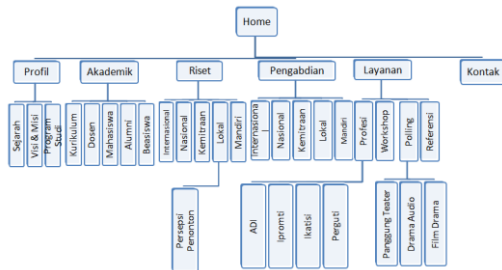 Home
Profil
Akademik
Riset
Pengabdian
Layanan
Kontak
Sejarah
Visi & Misi
Program
Studi
Kurikulum
Dosen
Mahasiswa
Alumni
Beasiswa
Internasional
Nasional
Kemitraan
Lokal
Mandiri
Internasiona
l
Nasional
Kemitraan
Lokal
Mandiri
Profesi
Workshop
Polling
Referensi
Persepsi
Penonton
ADI
Ipromti
Ikatisi
Perguti
Panggung Teater
Drama Audio
Film Drama